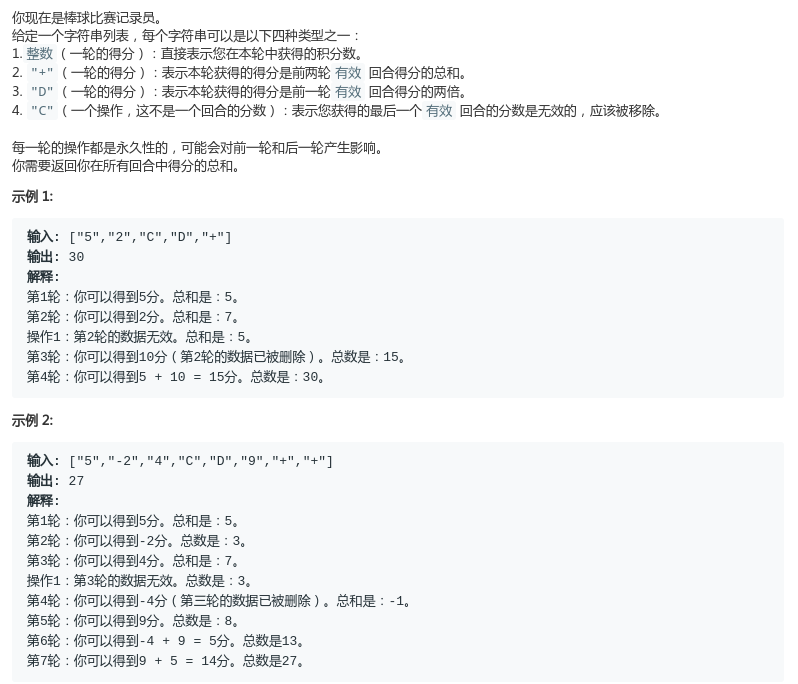 你现在是棒球比赛记录员。
给定一个字符串列表，每个字符串可以是以下四种类型之一：
1. 整数（一轮的得分）：直接表示您在本轮中获得的积分数。
2. "+"（一轮的得分）：表示本轮获得的得分是前两轮 有效 回合得分的总和。
3. "D"（一轮的得分）：表示本轮获得的得分是前一轮 有效 回合得分的两倍。
4. "C"（一个操作，这不是一个回合的分数）：表示您获得的最后一个 有效 回合的分数是无效的，应该被移除。
每一轮的操作都是永久性的，可能会对前一轮和后一轮产生影响。
你需要返回你在所有回合中得分的总和。
示例 1:
输入: ["5","2","C","D","+"]
输出: 30
解释:
第1轮：你可以得到5分。总和是：5。
第2轮：你可以得到2分。总和是：7。
操作1：第2轮的数据无效。总和是：5。
第3轮：你可以得到10分（第2轮的数据已被删除）。总数是：15。
第4轮：你可以得到5 + 10 = 15分。总数是：30。
示例 2:
输入: ["5","-2","4","C","D","9","+","+"]
输出: 27
解释:
第1轮：你可以得到5分。总和是：5。
第2轮：你可以得到-2分。总数是：3。
第3轮：你可以得到4分。总和是：7。
操作1：第3轮的数据无效。总数是：3。
第4轮：你可以得到-4分（第三轮的数据已被删除）。总和是：-1。
第5轮：你可以得到9分。总数是：8。
第6轮：你可以得到-4 + 9 = 5分。总数是13。
第7轮：你可以得到9 + 5 = 14分。总数是27。